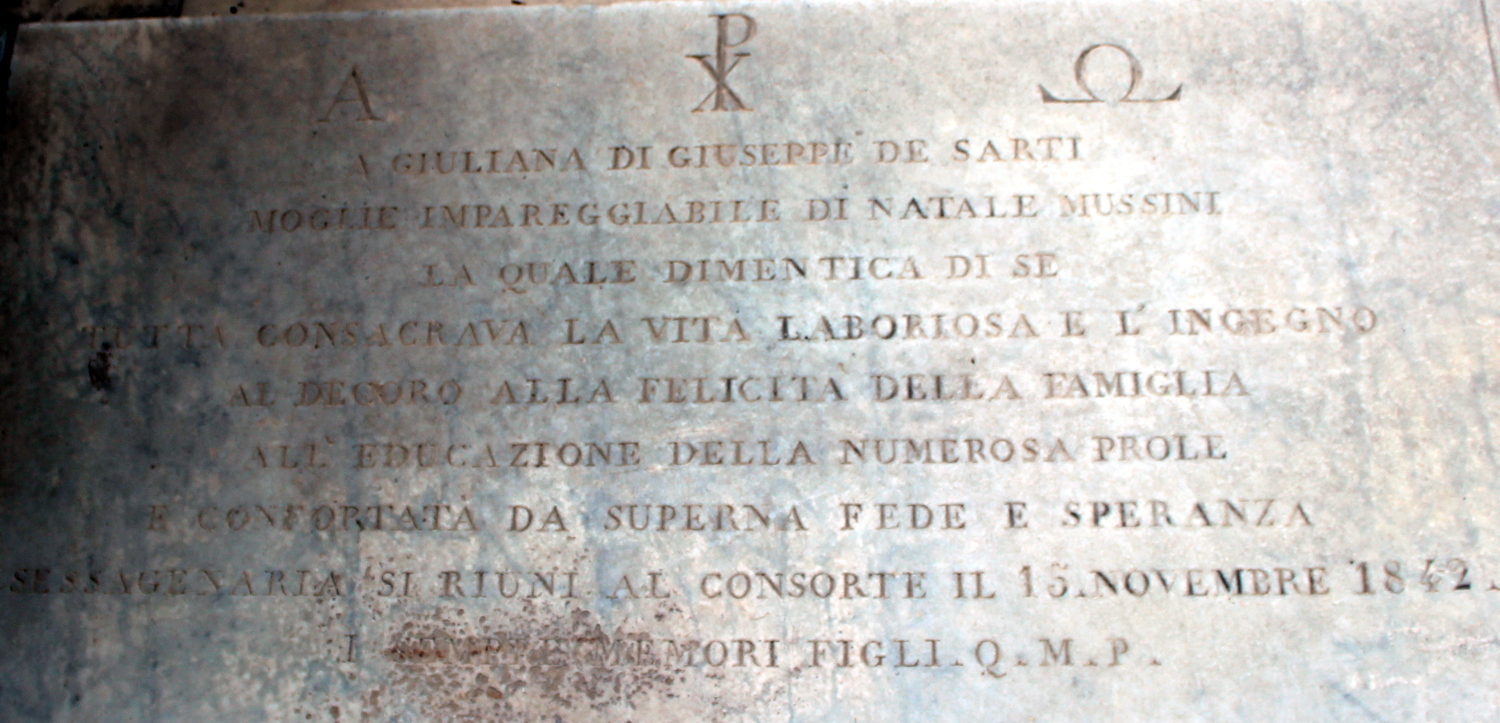 Α ☧ Ω
A GIULIANA DI GIUSEPPE DE SARTI
MOGLIE IMPAREGGIABILE DI NATALE MUSSINI
LA QUALE DIMENTICA DI SE
TUTTA CONSACRAVA LA VITA LABORIOSA E L' INGEGNO
AL DECORO ALLA FELICITÀ DELLA FAMIGLIA
ALL' EDUCAZIONE DELLA NUMEROSA PROLE
E CONFORTATA DA SUPERNA FEDE E SPERANZA
SESSAGENARIA SI RIUNI AL CONSORTE IL 15. NOVEMBRE 1842.
I MEMORI FIGLI. Q. M. P.